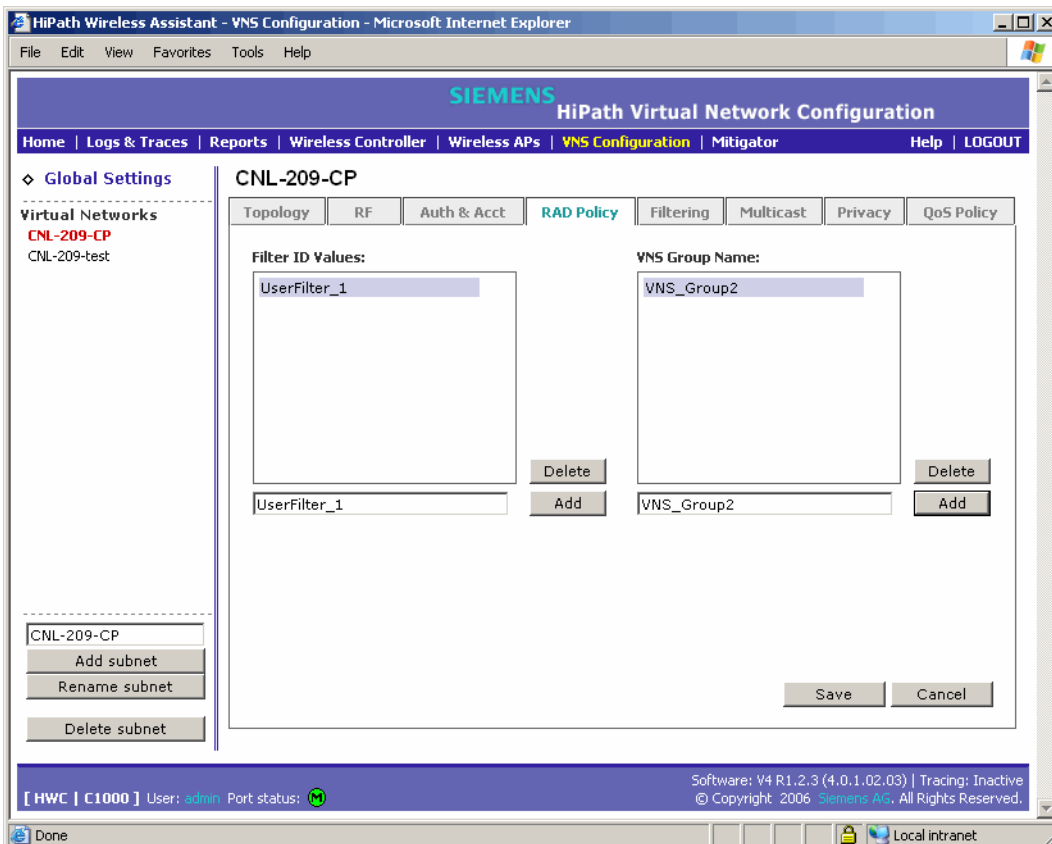 HiPath Wireless Assistant - VNS Configuration - Microsoft Internet Explorer
File Edit View Favorites Tools Help
SIEMENS
HiPath Virtual Network Configuration
Home | Logs & Traces | Reports | Wireless Controller | Wireless APs | VNS Configuration | Mitigator Help | LOGOUT
Global Settings
Virtual Networks
CNL-209-CP
CNL-209-test
CNL-209-CP
Topology RF Auth & Acct RAD Policy Filtering Multicast Privacy QoS Policy
Filter ID Values: VNS Group Name:
UserFilter_1 VNS_Group2
Delete Delete
UserFilter_1 Add VNS_Group2 Add
CNL-209-CP
Add subnet
Rename subnet
Delete subnet
Save Cancel
Software: V4 R1.2.3 (4.0.1.02.03) | Tracing: Inactive
[ HWC | C1000 ] User: admin Port status: M
© Copyright 2006 Siemens AG. All Rights Reserved.
Done Local intranet